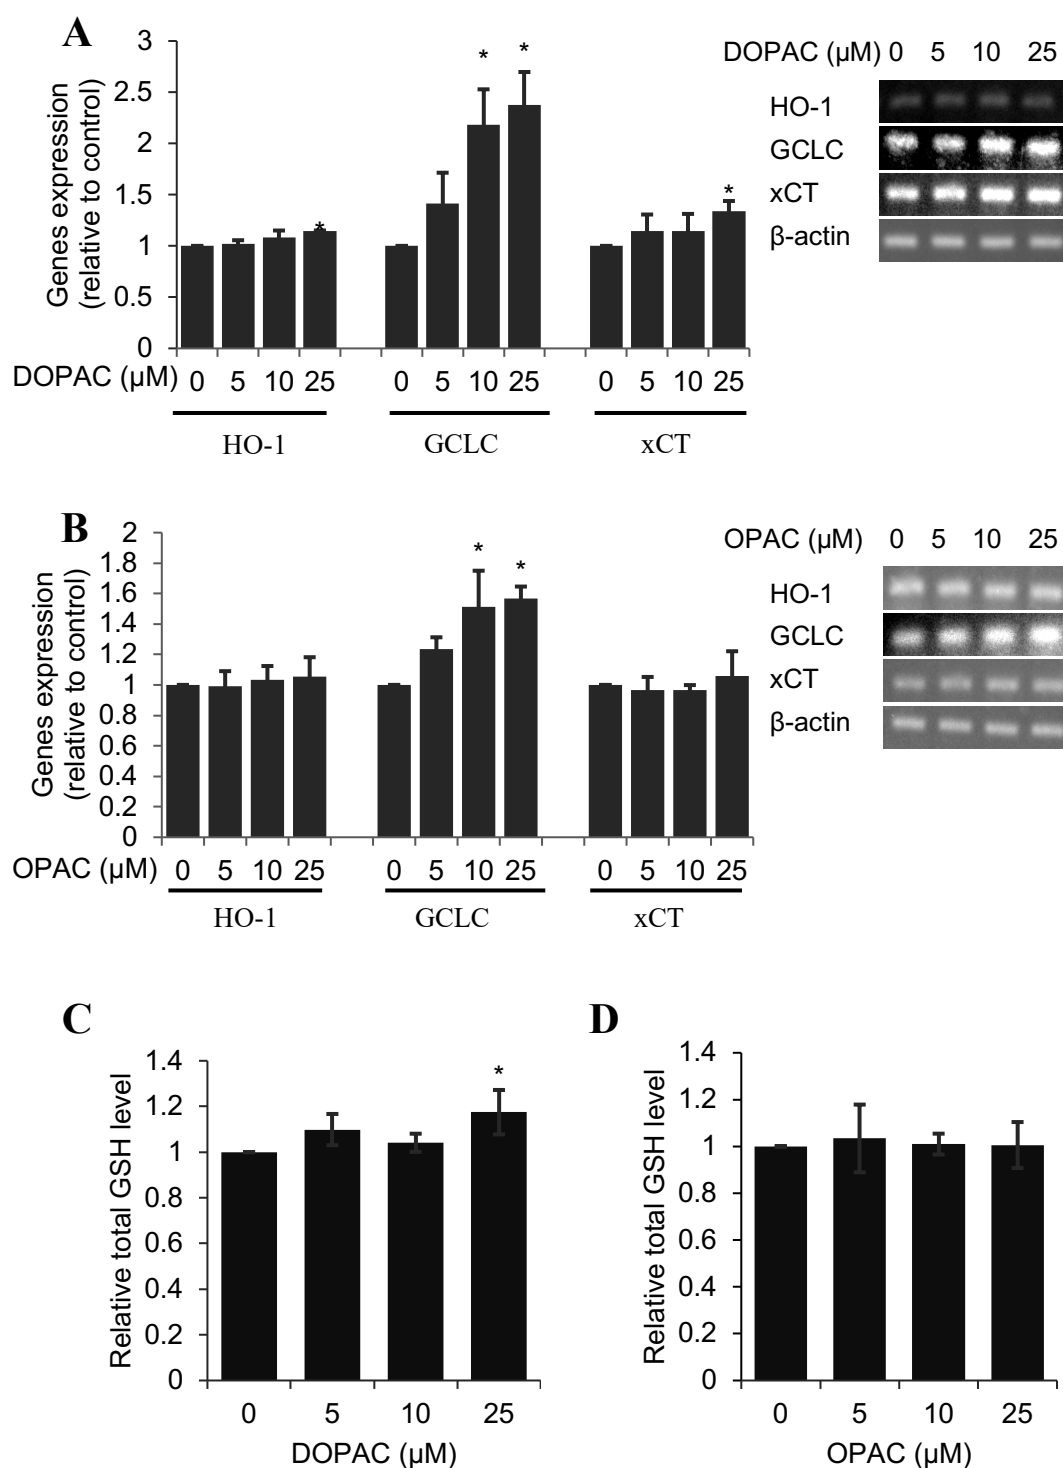 A
3
2.5
2
1.5
1
0.5
0
Genes expression
(relative to control)
* * * *
DOPAC (µM) 0 5 10 25 0 5 10 25 0 5 10 25
HO-1 GCLC xCT
DOPAC (µM) 0 5 10 25
HO-1
GCLC
xCT
β-actin
B
2
1.8
1.6
1.4
1.2
1
0.8
0.6
0.4
0.2
0
Genes expression
(relative to control)
* *
OPAC (µM) 0 5 10 25 0 5 10 25 0 5 10 25
HO-1 GCLC xCT
OPAC (µM) 0 5 10 25
HO-1
GCLC
xCT
β-actin
C
1.4
1.2
1
0.8
0.6
0.4
0.2
0
Relative total GSH level
*
0 5 10 25
DOPAC (µM)
D
1.4
1.2
1
0.8
0.6
0.4
0.2
0
Relative total GSH level
0 5 10 25
OPAC (µM)